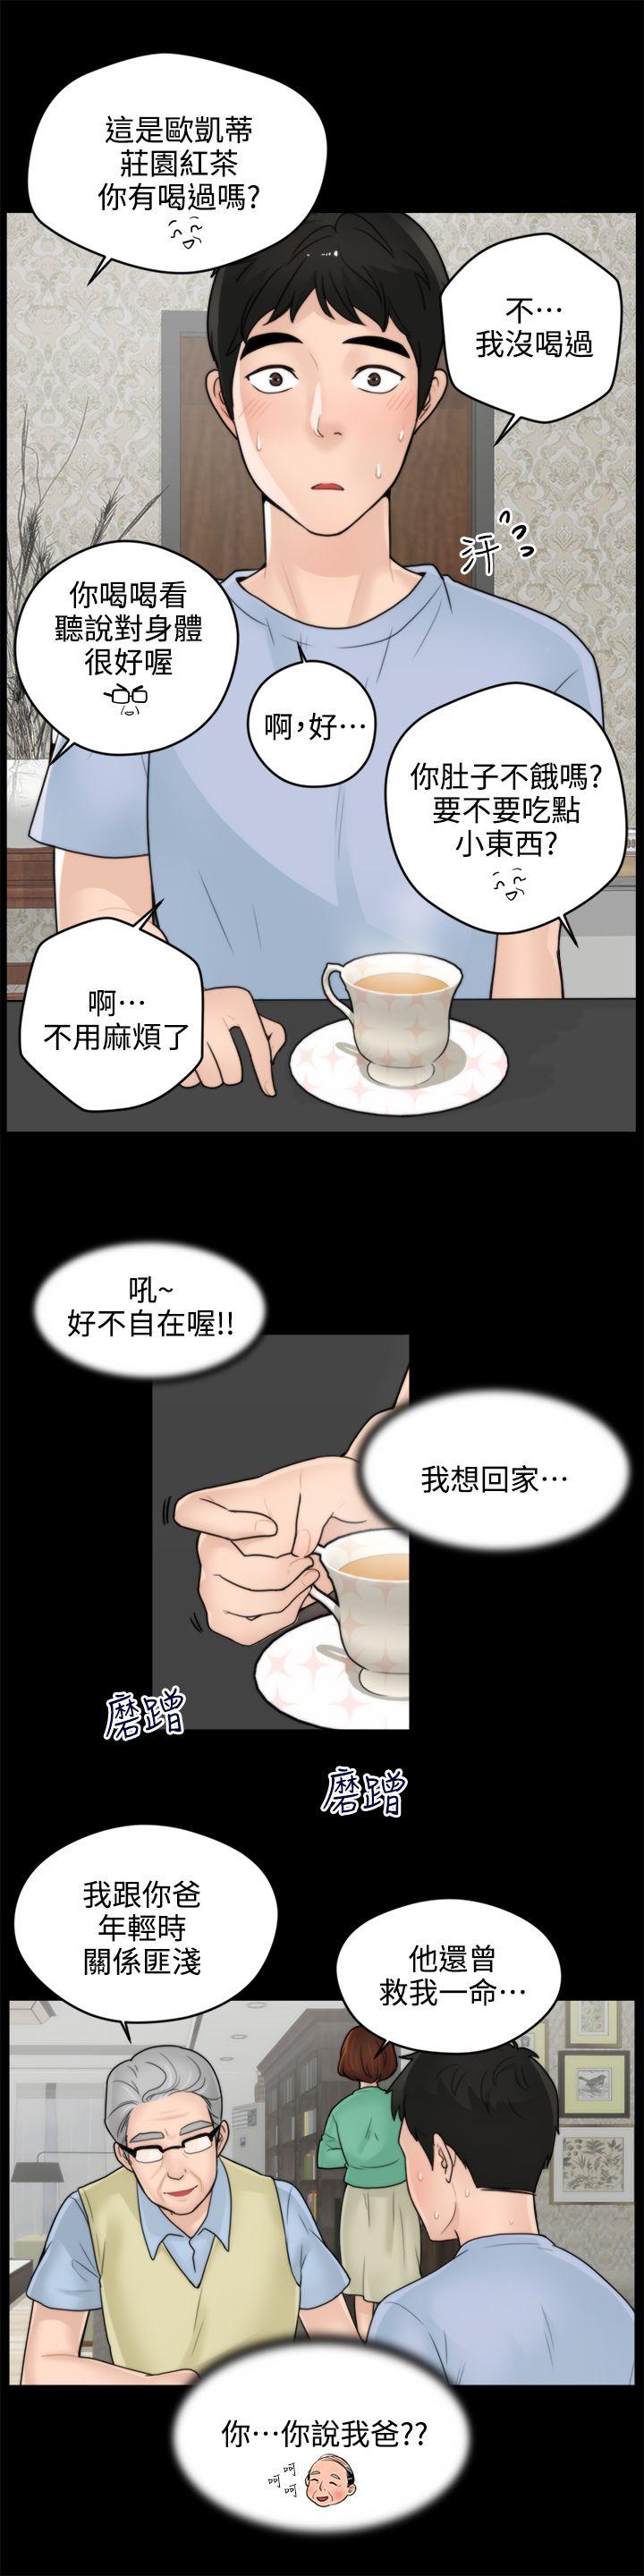 這是歐凱蒂
莊園紅茶
你有喝過嗎?
不…
我沒喝過
汗
你喝喝看
聽說對身體
很好喔
啊，好…
你肚子不餓嗎?
要不要吃點
小東西?
啊…
不用麻煩了
吼~
好不自在喔!!
我想回家…
磨蹭
磨蹭
我跟你爸
年輕時
關係匪淺
他還曾
救我一命…
你…你說我爸??
呵呵
呵